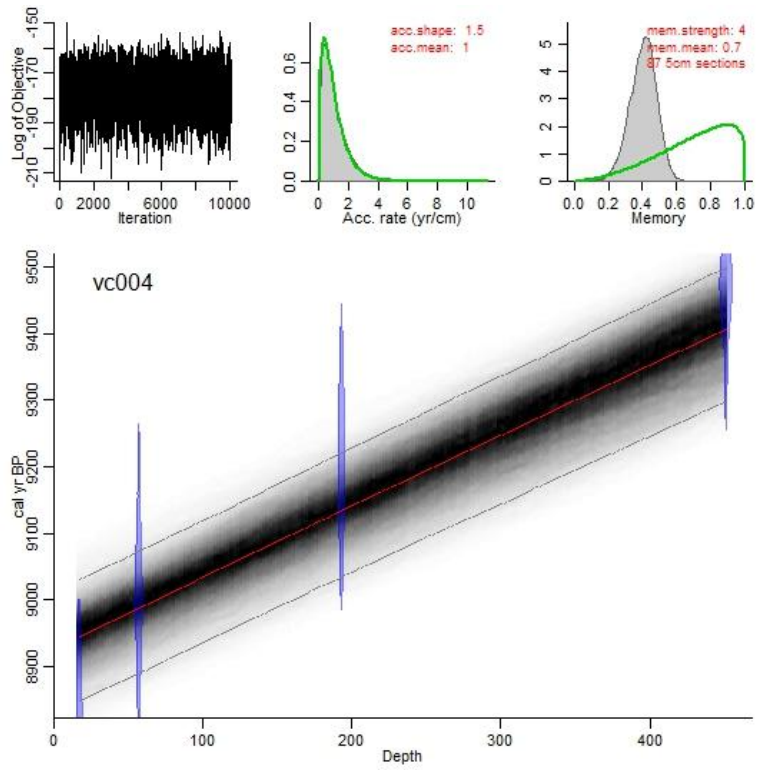 -150
-170
-190
-210
Log of Objective
0 2000 6000 10000
Iteration
0.6
0.4
0.2
0.0
acc.shape: 1.5
acc.mean: 1
0 2 4 6 8 10
Acc. rate (yr/cm)
5
4
3
2
1
0
mem.strength: 4
mem.mean: 0.7
87 5cm sections
0.0 0.2 0.4 0.6 0.8 1.0
Memory
vc004
9500
9400
9300
9200
9100
9000
8900
cal yr BP
0 100 200 300 400
Depth